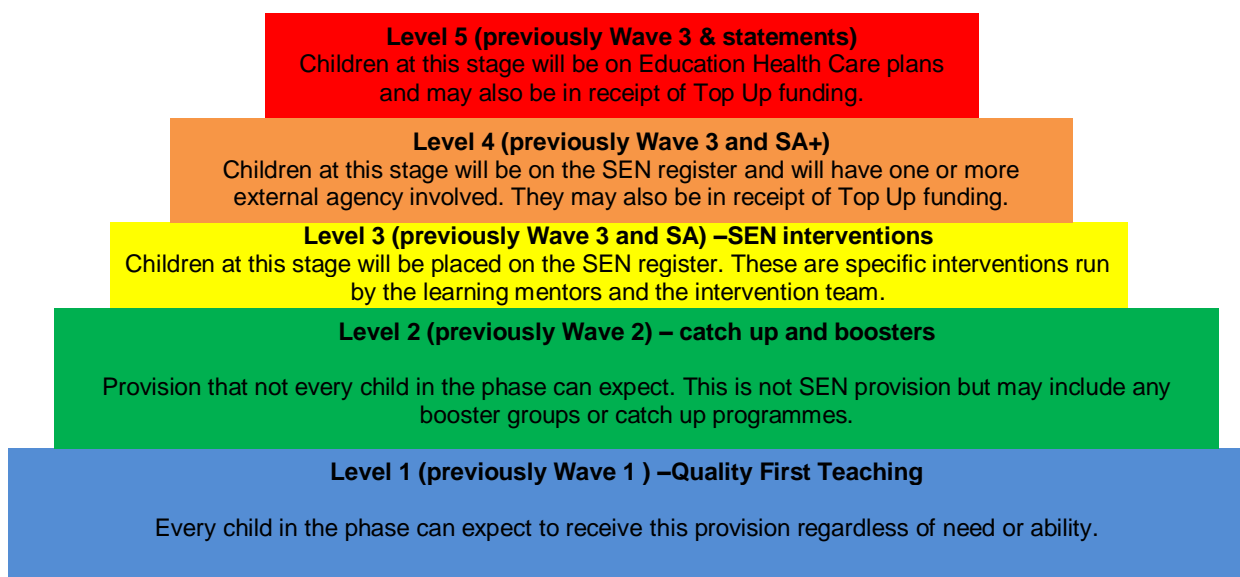 Level 5 (previously Wave 3 & statements)
Children at this stage will be on Education Health Care plans
and may also be in receipt of Top Up funding.
Level 4 (previously Wave 3 and SA+)
Children at this stage will be on the SEN register and will have one or more
external agency involved. They may also be in receipt of Top Up funding.
Level 3 (previously Wave 3 and SA) –SEN interventions
Children at this stage will be placed on the SEN register. These are specific interventions run
by the learning mentors and the intervention team.
Level 2 (previously Wave 2) – catch up and boosters
Provision that not every child in the phase can expect. This is not SEN provision but may include any
booster groups or catch up programmes.
Level 1 (previously Wave 1 ) –Quality First Teaching
Every child in the phase can expect to receive this provision regardless of need or ability.